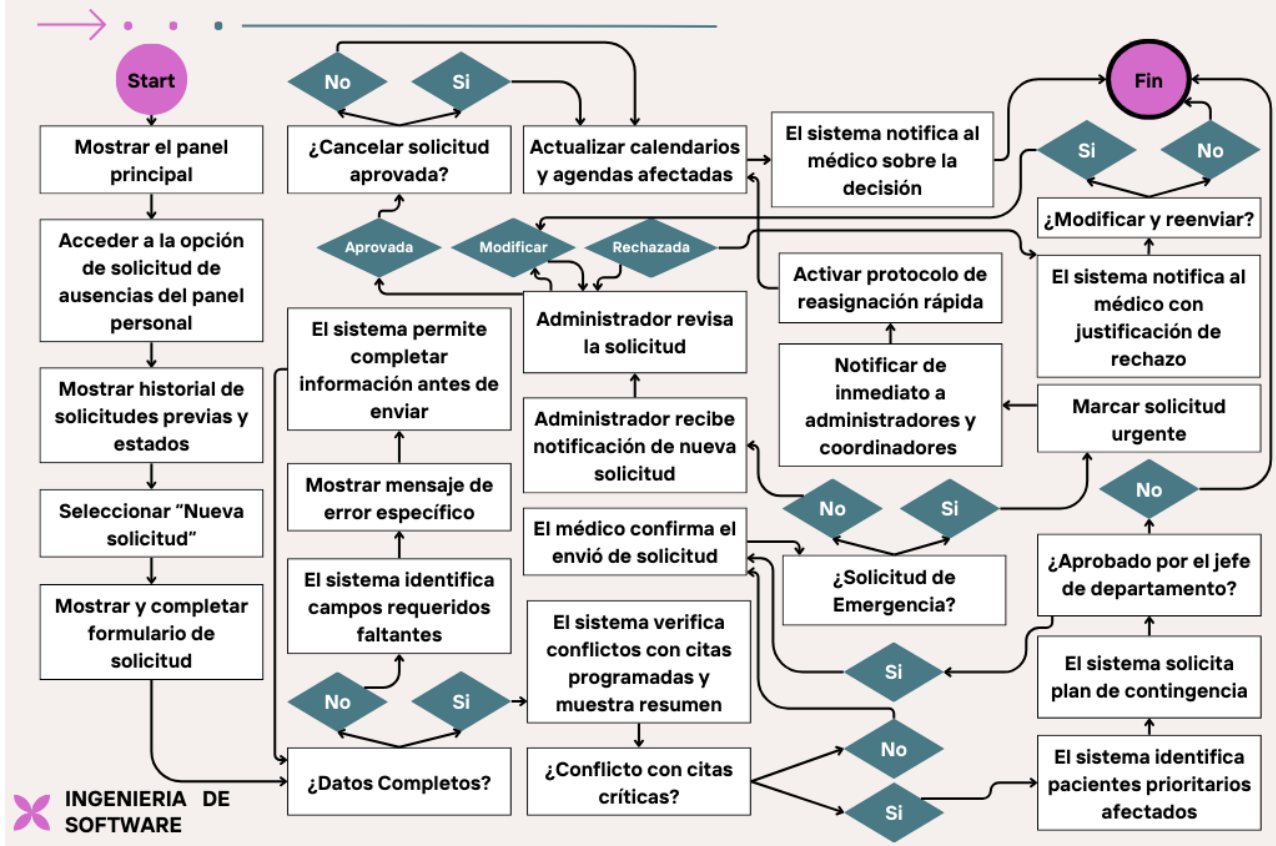 Start
Mostrar el panel
principal
Acceder a la opción
de solicitud de
ausencias del panel
personal
Mostrar historial de
solicitudes previas y
estados
Seleccionar “Nueva
solicitud”
Mostrar y completar
formulario de
solicitud
INGENIERIA DE
SOFTWARE
No
Si
¿Cancelar solicitud
aprovada?
Aprovada
Modificar
Rechazada
El sistema permite
completar
información antes de
enviar
Mostrar mensaje de
error específico
El sistema identifica
campos requeridos
faltantes
No
Si
¿Datos Completos?
Actualizar calendarios
y agendas afectadas
Administrador revisa
la solicitud
Administrador recibe
notificación de nueva
solicitud
El médico confirma el
envió de solicitud
El sistema verifica
conflictos con citas
programadas y
muestra resumen
¿Conflicto con citas
críticas?
El sistema notifica al
médico sobre la
decisión
Activar protocolo de
reasignación rápida
Notificar de
inmediato a
administradores y
coordinadores
No
Si
¿Solicitud de
Emergencia?
Si
No
Si
Fin
Si
No
¿Modificar y reenviar?
El sistema notifica al
médico con
justificación de
rechazo
Marcar solicitud
urgente
No
¿Aprobado por el jefe
de departamento?
El sistema solicita
plan de contingencia
El sistema identifica
pacientes prioritarios
afectados